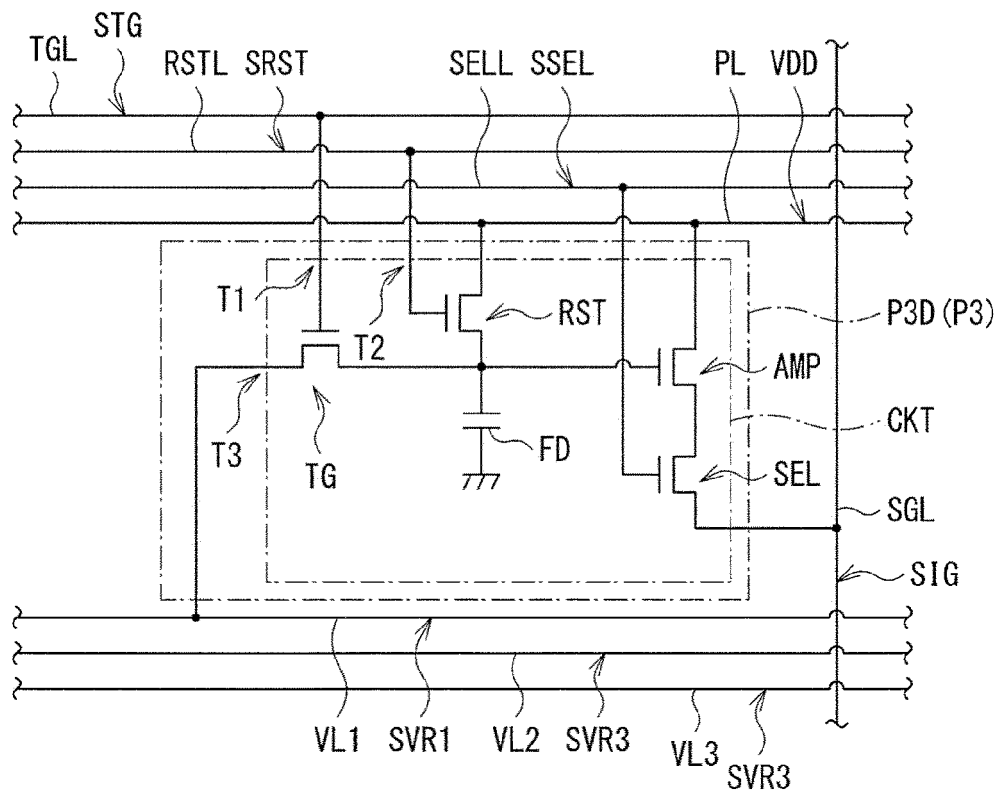 STG
TGL
RSTL SRST
SELL SSEL
PL VDD
T1
T2
RST
P3D(P3)
AMP
T3
TG
FD
CKT
SEL
SGL
SIG
VL1
SVR1
VL2
SVR3
VL3
SVR3